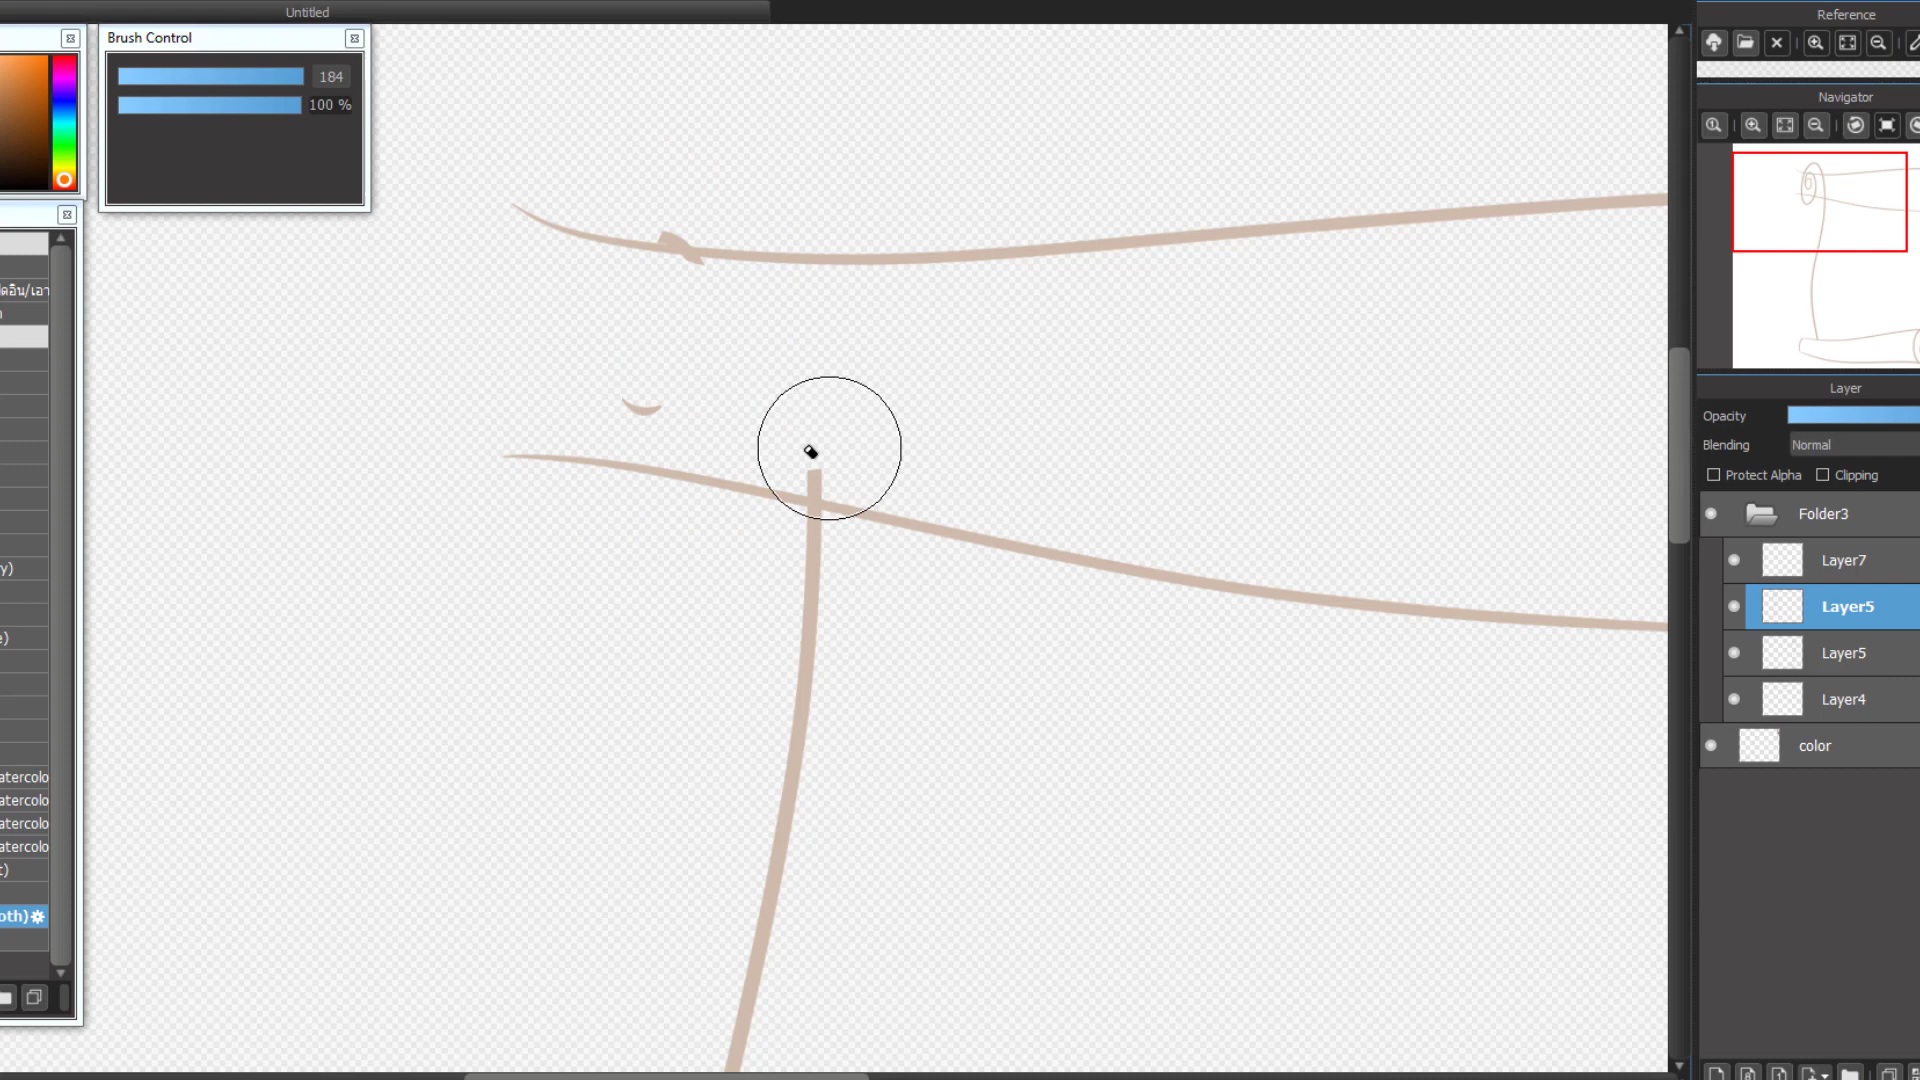 Untitled
Brush Control
184
100 %
ดอิน/เอา
y)
e)
atercolo
atercolo
atercolo
atercolo
t)
oth)
Reference
Navigator
Layer
Opacity
Blending Normal
Protect Alpha Clipping
Folder3
Layer7
Layer5
Layer5
Layer4
color